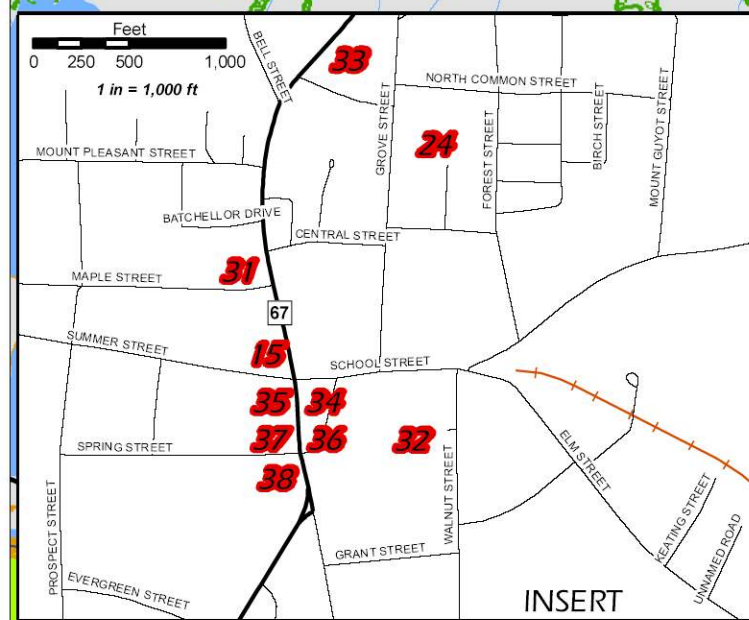 Feet
0 250 500 1,000
1 in = 1,000 ft
BELL STREET
33
NORTH COMMON STREET
GROVE STREET
24
FOREST STREET
BIRCH STREET
MOUNT GUYOT STREET
MOUNT PLEASANT STREET
BATCHELLOR DRIVE
CENTRAL STREET
31
MAPLE STREET
67
SUMMER STREET
15
SCHOOL STREET
35
34
37
36
32
SPRING STREET
38
WALNUT STREET
ELM STREET
PROSPECT STREET
GRANT STREET
KEATING STREET
UNNAMED ROAD
EVERGREEN STREET
INSERT